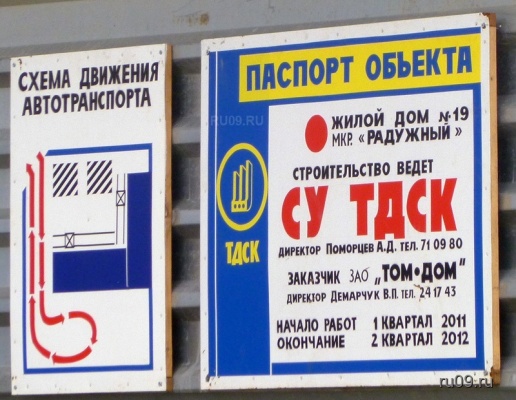 СХЕМА ДВИЖЕНИЯ
АВТОТРАНСПОРТА
ПАСПОРТ ОБЬЕКТА
RU09.RU
ЖИЛОЙ ДОМ №19
МКР. «РАДУЖНЫЙ»
СТРОИТЕЛЬСТВО ВЕДЕТ
СУ ТДСК
ТДСК
ДИРЕКТОР ПОМОРЦЕВ А.Д. ТЕЛ. 71 09 80
ЗАКАЗЧИК ЗАО „ТОМ•ДОМ"
ДИРЕКТОР ДЕМАРЧУК В.П. ТЕЛ. 24 17 43
НАЧАЛО РАБОТ 1 КВАРТАЛ 2011
ОКОНЧАНИЕ 2 КВАРТАЛ 2012
ru09.ru